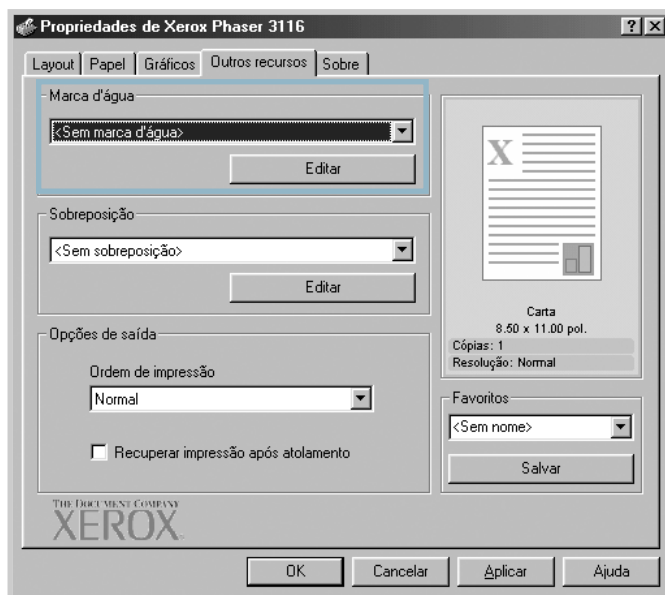 Propriedades de Xerox Phaser 3116
Layout Papel Gráficos Outros recursos Sobre
Marca d'água
<Sem marca d'água>
Editar
Sobreposição
<Sem sobreposição>
Editar
Opções de saída
Ordem de impressão
Normal
Recuperar impressão após atolamento
THE DOCUMENT COMPANY
XEROX
X
Carta
8.50 x 11.00 pol.
Cópias: 1
Resolução: Normal
Favoritos
<Sem nome>
Salvar
OK Cancelar Aplicar Ajuda